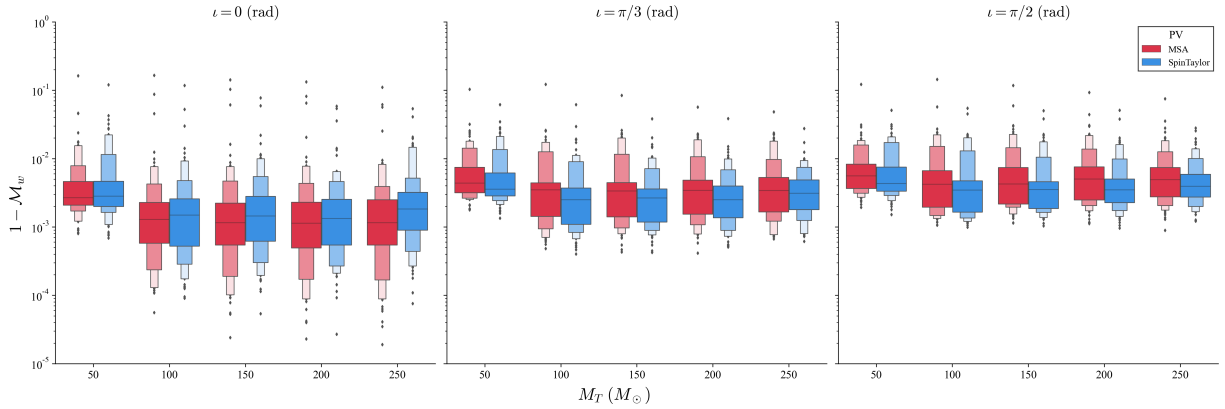 ι = 0 (rad)
ι = π/3 (rad)
ι = π/2 (rad)
PV
MSA
SpinTaylor
1 − 𝓜_w
10⁰
10⁻¹
10⁻²
10⁻³
10⁻⁴
10⁻⁵
50 100 150 200 250
50 100 150 200 250
50 100 150 200 250
M_T (M_⊙)